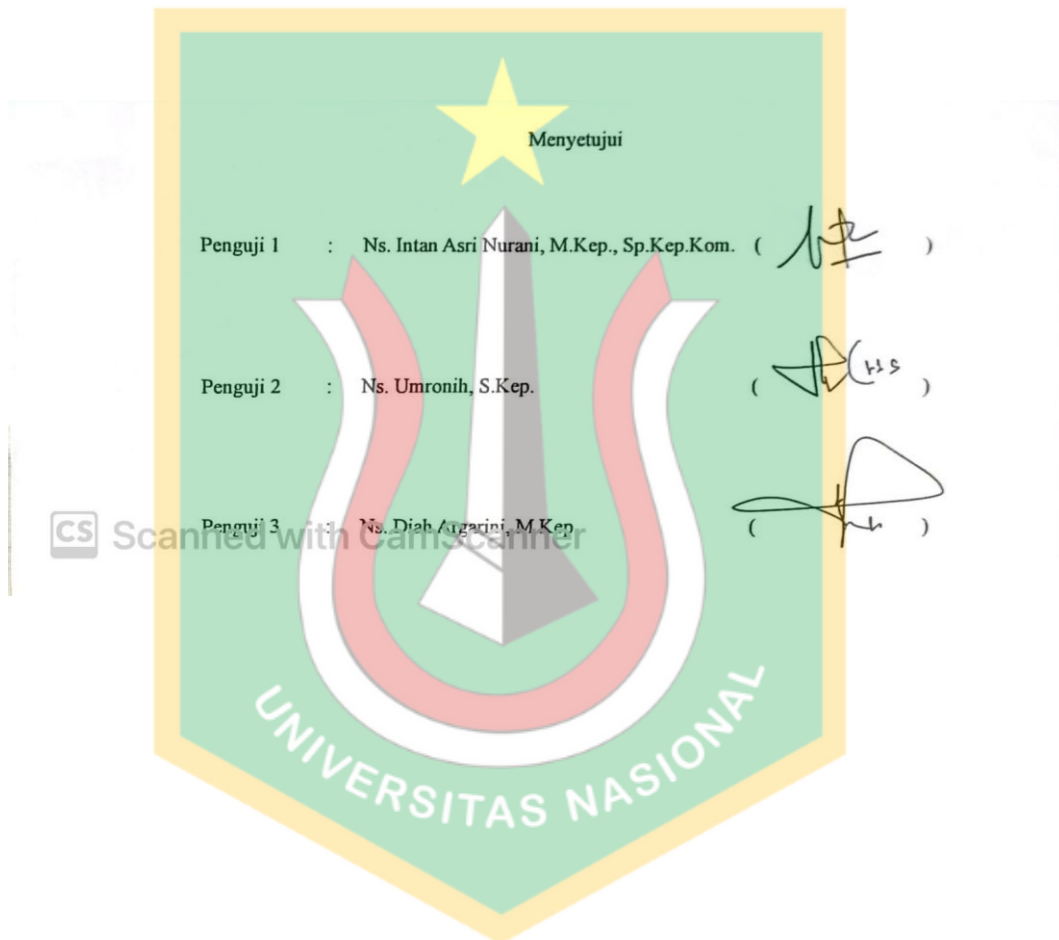 Menyetujui
Penguji 1 : Ns. Intan Asri Nurani, M.Kep., Sp.Kep.Kom. ( )
Penguji 2 : Ns. Umronih, S.Kep. ( )
Penguji 3 : Ns. Diah Argarini, M.Kep. ( )
CS Scanned with CamScanner
UNIVERSITAS NASIONAL